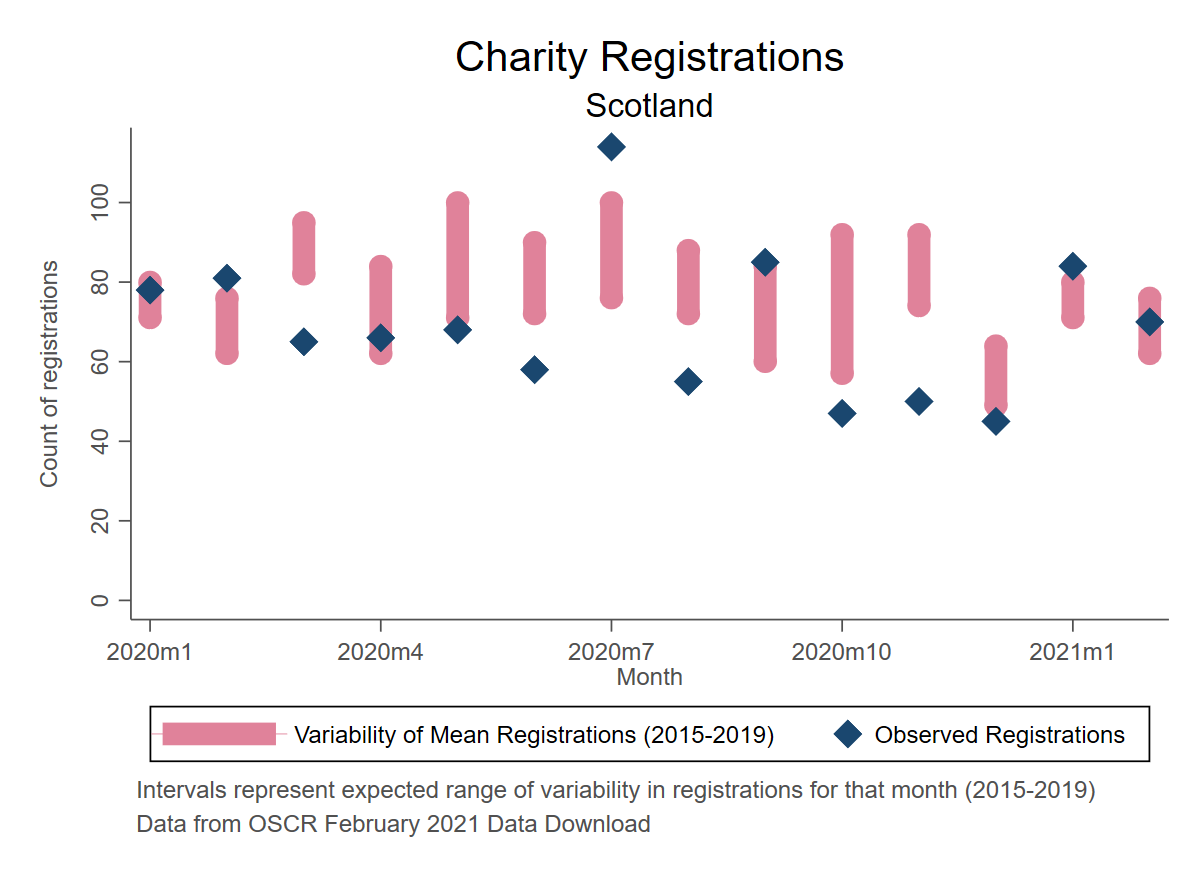 Charity Registrations
Scotland
Count of registrations
100
80
60
40
20
0
2020m1 2020m4 2020m7 2020m10 2021m1
Month
Variability of Mean Registrations (2015-2019) Observed Registrations
Intervals represent expected range of variability in registrations for that month (2015-2019)
Data from OSCR February 2021 Data Download